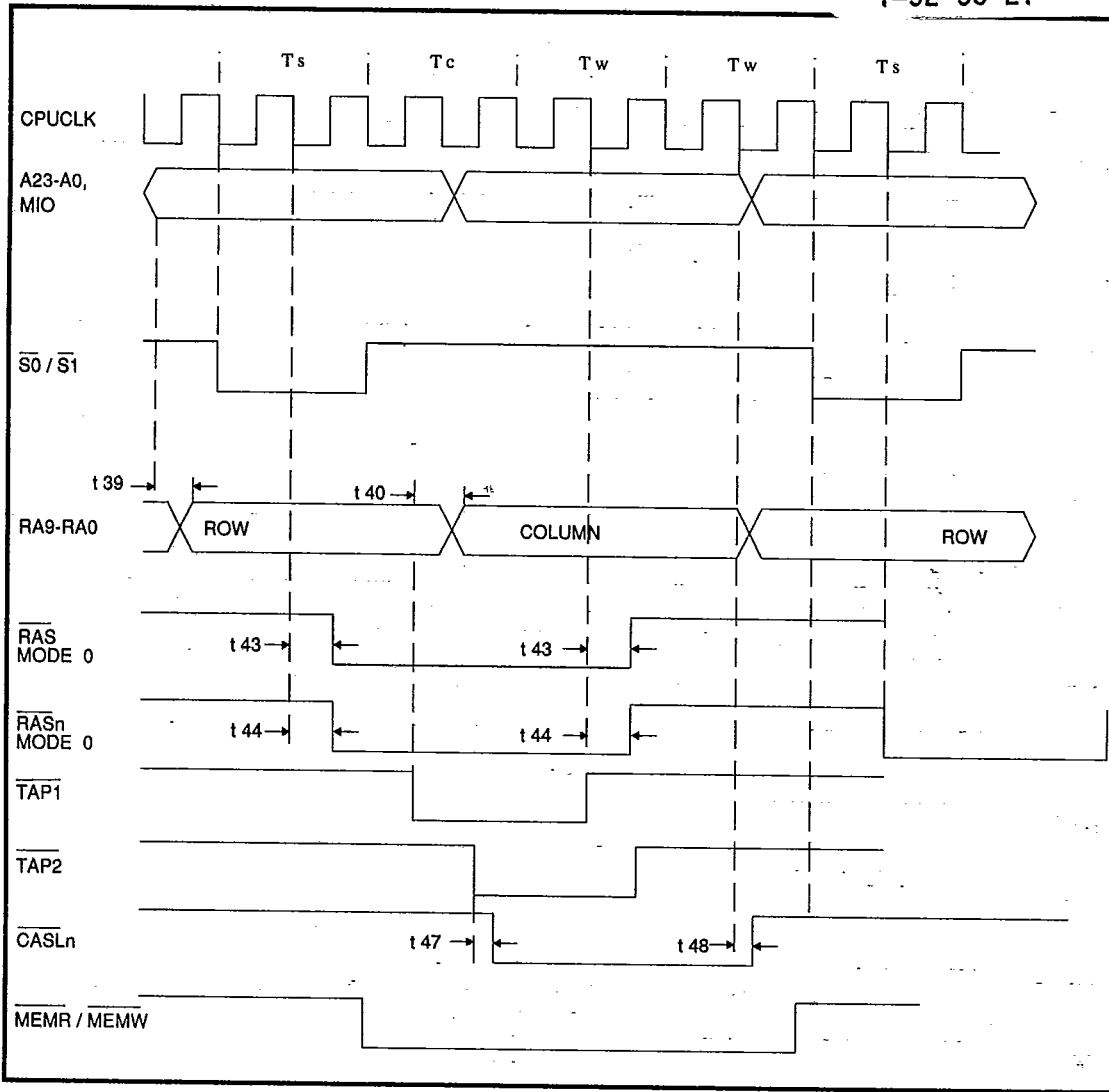 Ts Tc Tw Tw Ts
CPUCLK
A23-A0,
MIO
S0 / S1
t 39
t 40
RA9-RA0
ROW
COLUMN
ROW
RAS
MODE 0
t 43
t 43
RASn
MODE 0
t 44
t 44
TAP1
TAP2
CASLn
t 47
t 48
MEMR / MEMW